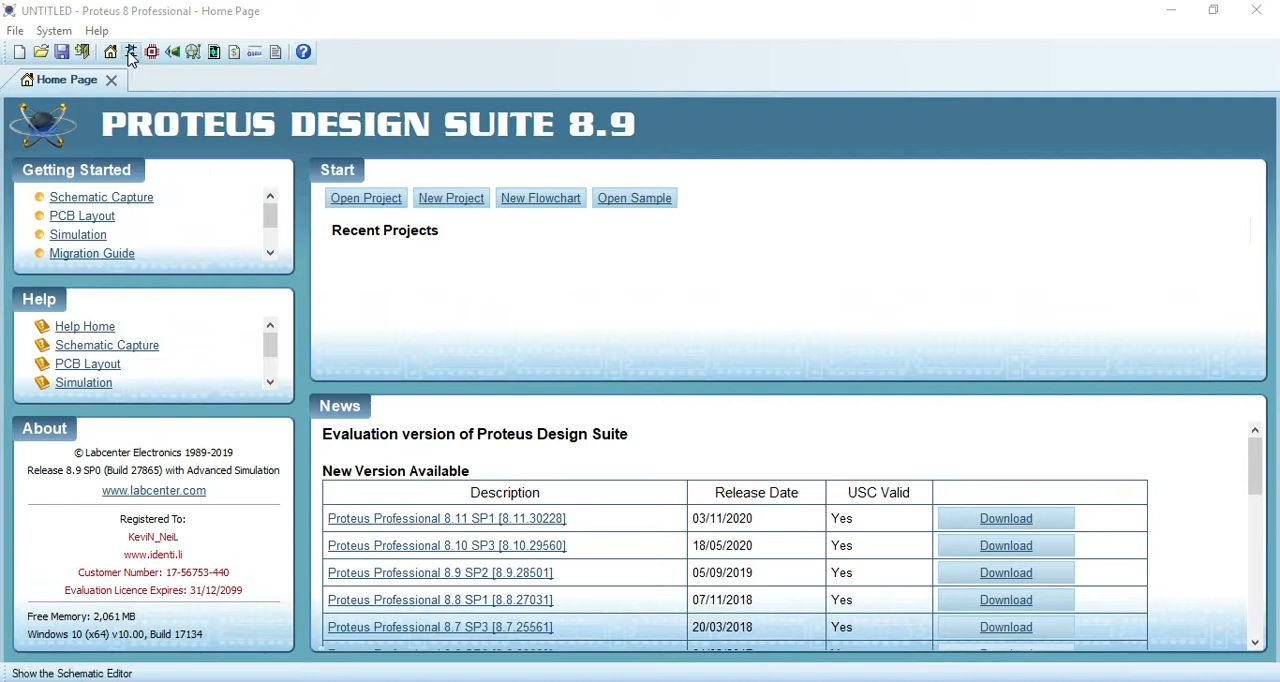 UNTITLED - Proteus 8 Professional - Home Page
File System Help
Home Page
PROTEUS DESIGN SUITE 8.9
Getting Started
Schematic Capture
PCB Layout
Simulation
Migration Guide
Help
Help Home
Schematic Capture
PCB Layout
Simulation
About
© Labcenter Electronics 1989-2019
Release 8.9 SP0 (Build 27865) with Advanced Simulation
www.labcenter.com
Registered To:
KeviN_NeiL
www.identi.li
Customer Number: 17-56753-440
Evaluation Licence Expires: 31/12/2099
Free Memory: 2,061 MB
Windows 10 (x64) v10.00, Build 17134
Start
Open Project New Project New Flowchart Open Sample
Recent Projects
News
Evaluation version of Proteus Design Suite
New Version Available
Description Release Date USC Valid
Proteus Professional 8.11 SP1 [8.11.30228] 03/11/2020 Yes Download
Proteus Professional 8.10 SP3 [8.10.29560] 18/05/2020 Yes Download
Proteus Professional 8.9 SP2 [8.9.28501] 05/09/2019 Yes Download
Proteus Professional 8.8 SP1 [8.8.27031] 07/11/2018 Yes Download
Proteus Professional 8.7 SP3 [8.7.25561] 20/03/2018 Yes Download
Show the Schematic Editor